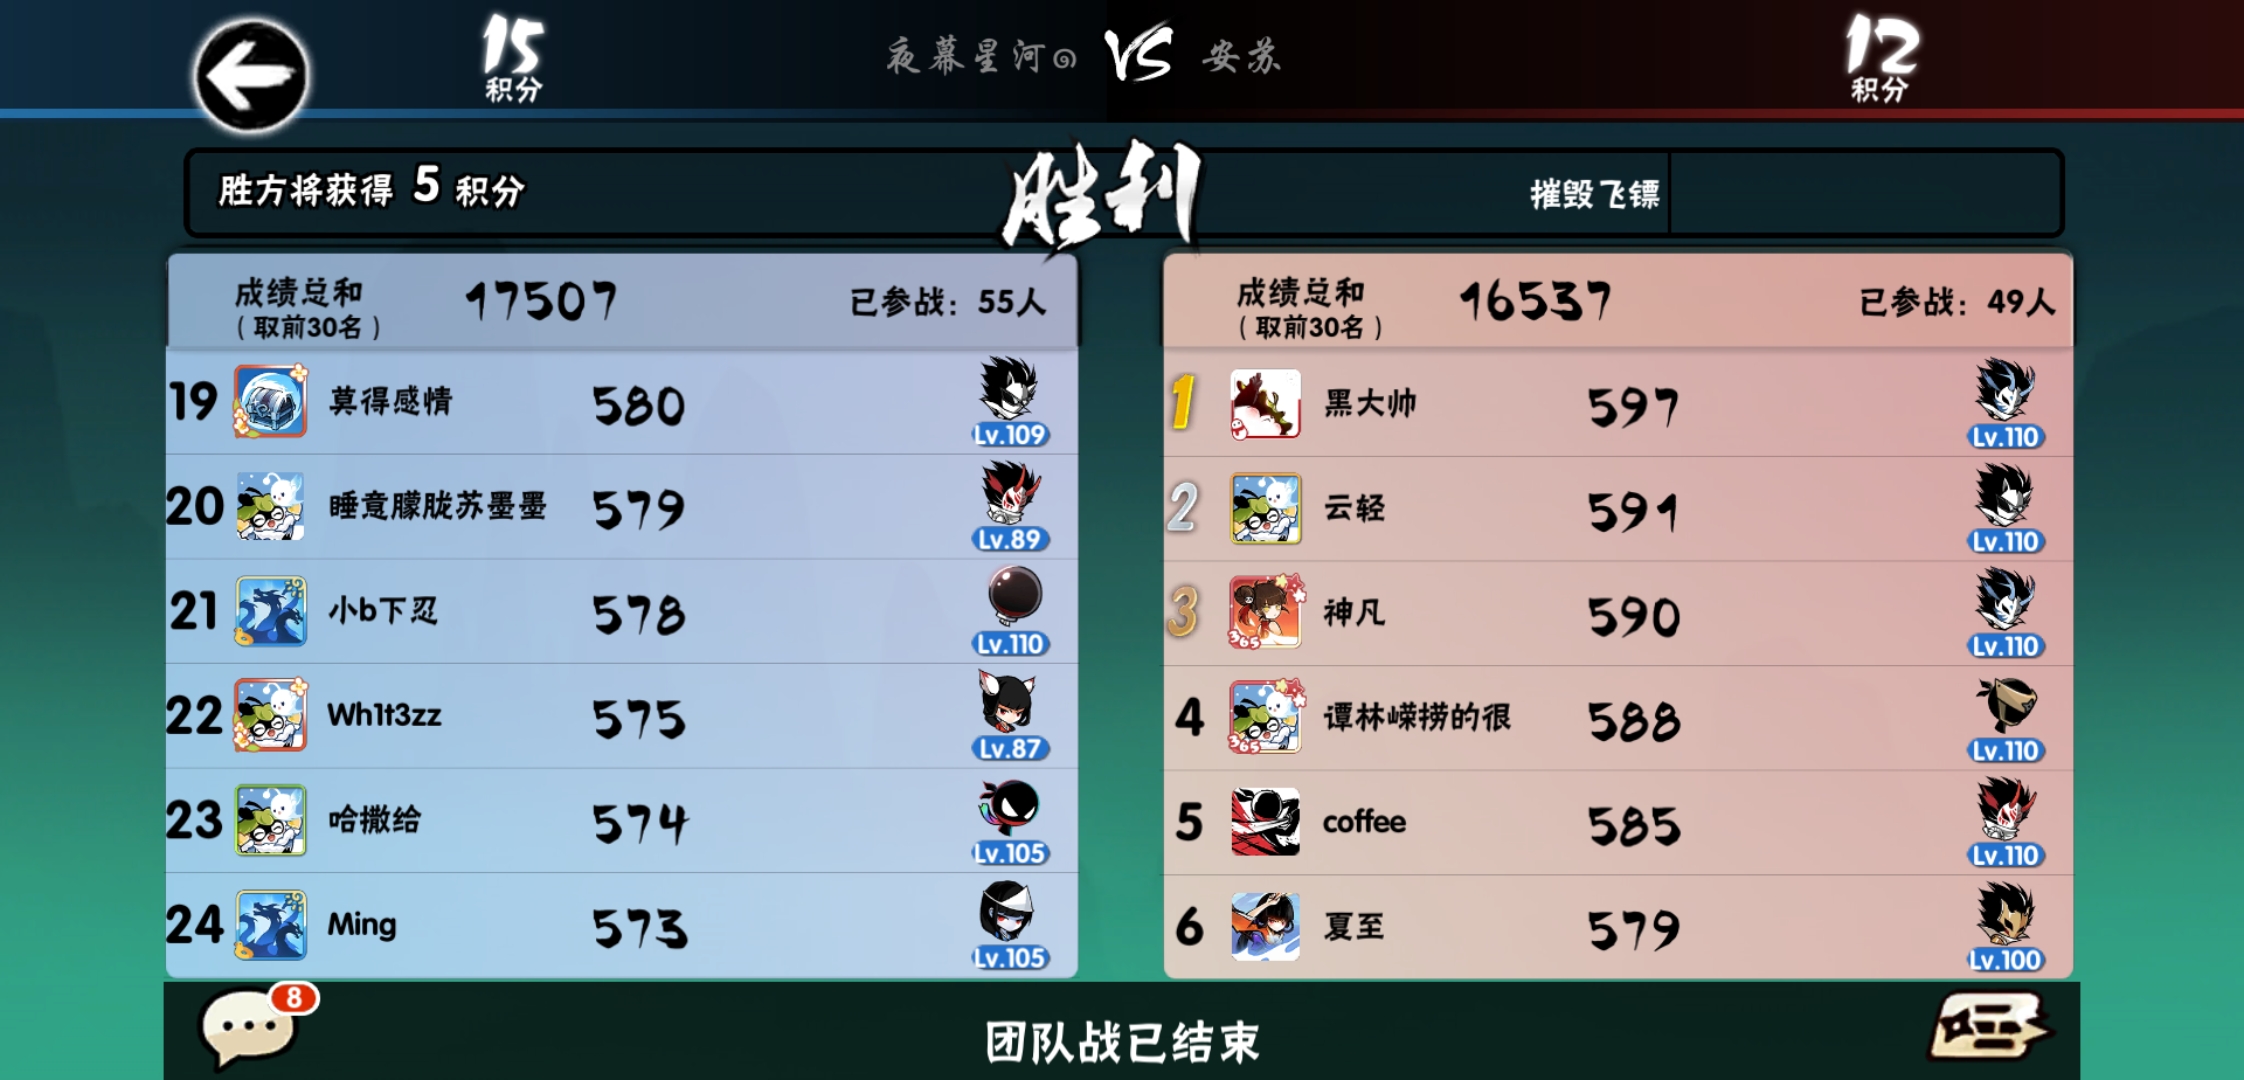 15
积分
夜幕星河 VS 安苏
12
积分
胜方将获得 5 积分
胜利
摧毁飞镖
成绩总和
(取前30名)
17507
已参战: 55人
19 莫得感情 580 Lv.109
20 睡意朦胧苏墨墨 579 Lv.89
21 小b下忍 578 Lv.110
22 Wh1t3zz 575 Lv.87
23 哈撒给 574 Lv.105
24 Ming 573 Lv.105
成绩总和
(取前30名)
16537
已参战: 49人
1 黑大帅 597 Lv.110
2 云轻 591 Lv.110
3 365 神凡 590 Lv.110
4 365 谭林嵘捞的很 588 Lv.110
5 coffee 585 Lv.110
6 夏至 579 Lv.100
8
团队战已结束